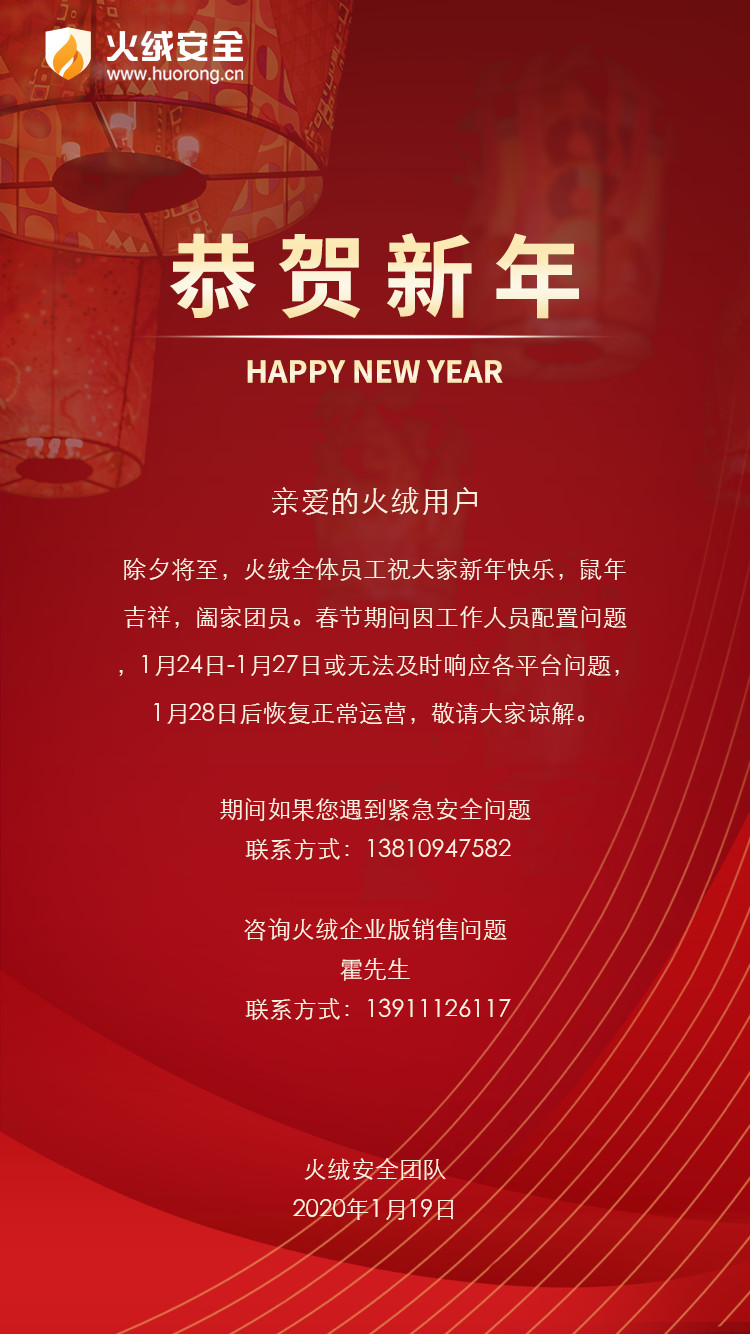 火绒安全
www.huorong.cn
恭贺新年
HAPPY NEW YEAR
亲爱的火绒用户
除夕将至，火绒全体员工祝大家新年快乐，鼠年
吉祥，阖家团员。春节期间因工作人员配置问题
，1月24日-1月27日或无法及时响应各平台问题，
1月28日后恢复正常运营，敬请大家谅解。
期间如果您遇到紧急安全问题
联系方式：13810947582
咨询火绒企业版销售问题
霍先生
联系方式：13911126117
火绒安全团队
2020年1月19日